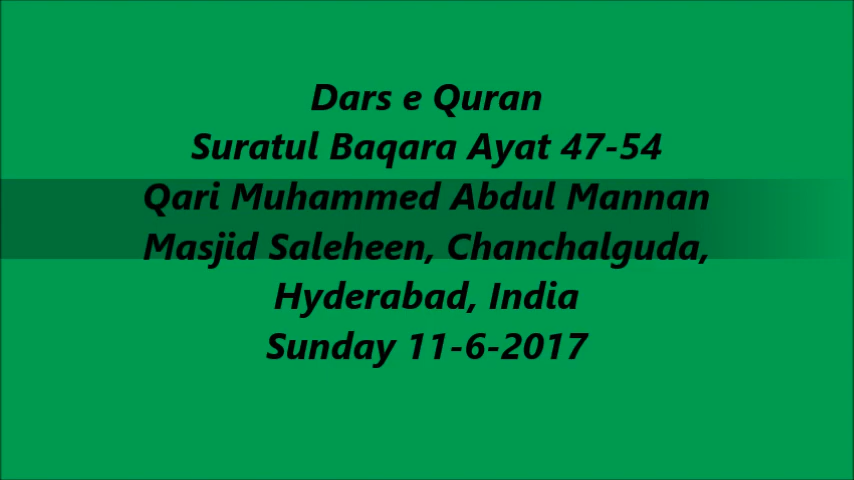 Dars e Quran
Suratul Baqara Ayat 47-54
Qari Muhammed Abdul Mannan
Masjid Saleheen, Chanchalguda,
Hyderabad, India
Sunday 11-6-2017